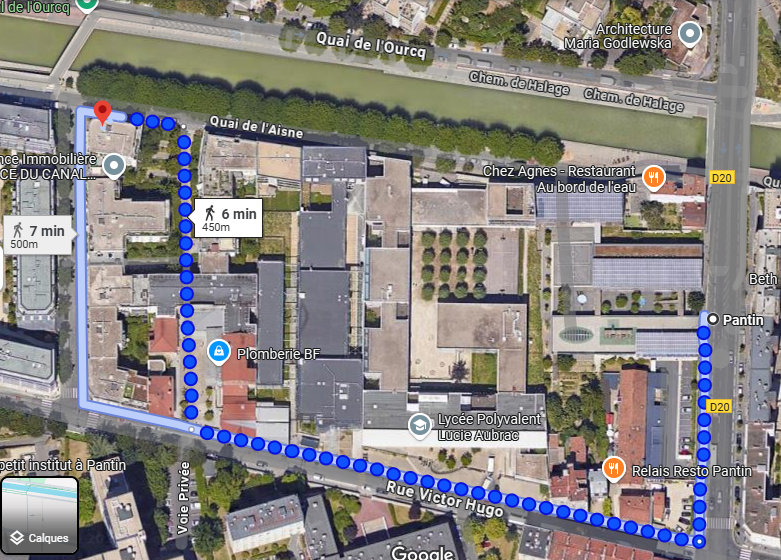 l de l'Ourcq
Quai de l'Ourcq
Architecture
Maria Godlewska
Chem. de Halage
Chem. de Halage
Quai de l'Aisne
nce Immobilière
CE DU CANAL...
Chez Agnes - Restaurant
Au bord de l'eau
D20
Qu
6 min
450m
7 min
500m
Beth
Pantin
Plomberie BF
D20
Lycée Polyvalent
Lucie Aubrac
petit institut à Pantin
Relais Resto Pantin
Rue Victor Hugo
Voie Privée
Calques
Google